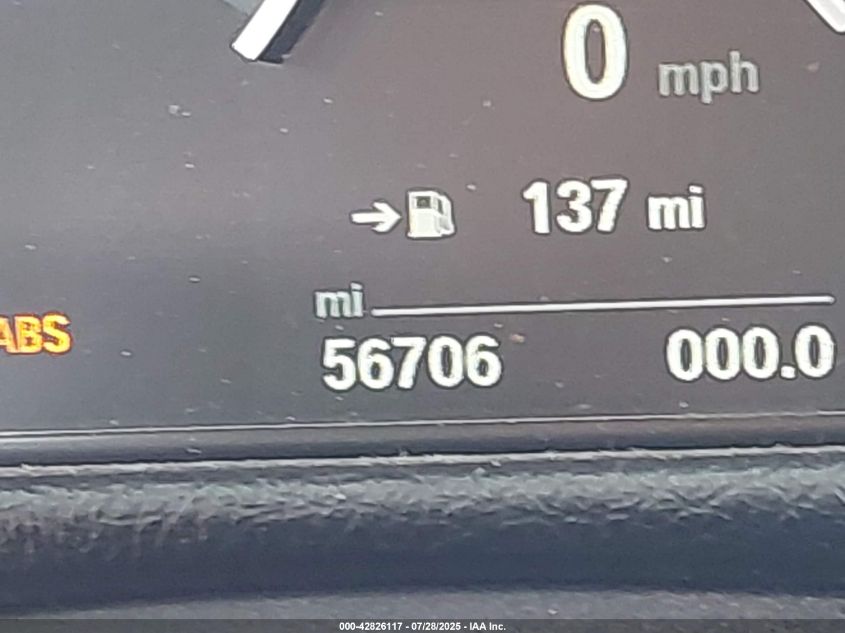 0 mph
137 mi
mi
ABS
56706 000.0
000-42826117 - 07/28/2025 - IAA Inc.